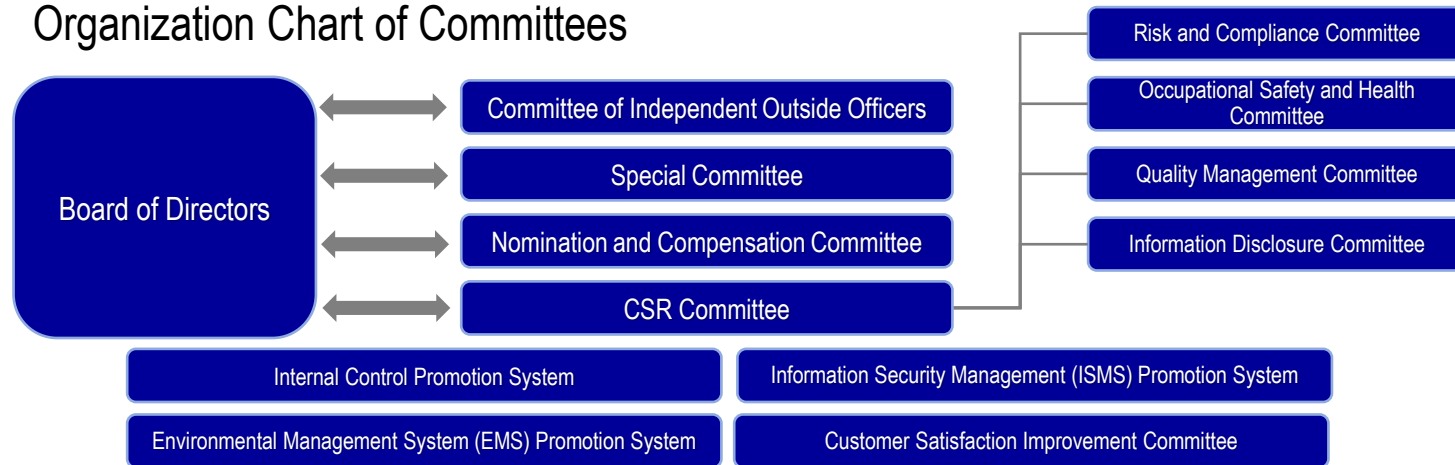 Organization Chart of Committees
Board of Directors
Committee of Independent Outside Officers
Special Committee
Nomination and Compensation Committee
CSR Committee
Risk and Compliance Committee
Occupational Safety and Health
Committee
Quality Management Committee
Information Disclosure Committee
Internal Control Promotion System
Information Security Management (ISMS) Promotion System
Environmental Management System (EMS) Promotion System
Customer Satisfaction Improvement Committee